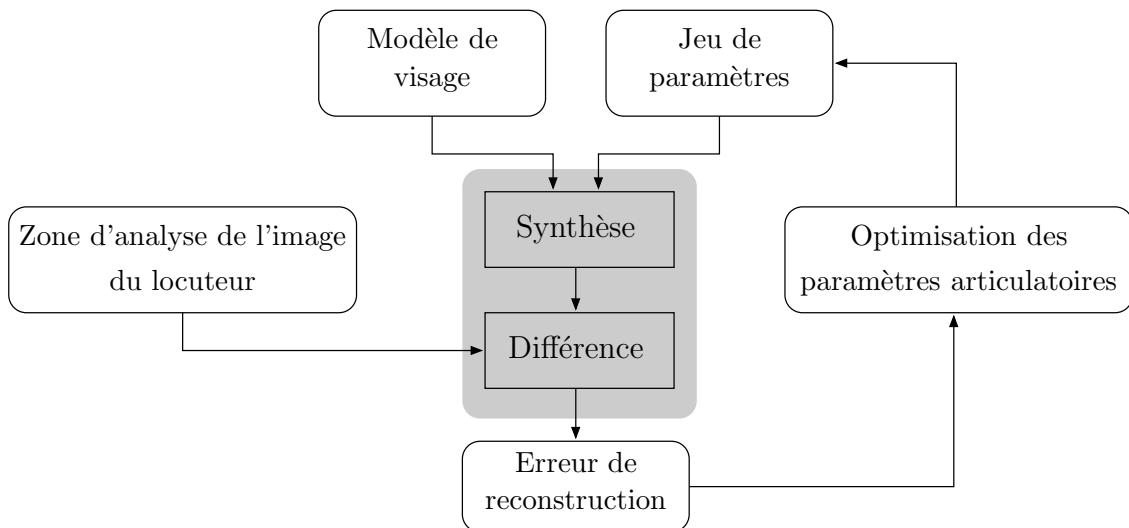 Modèle de
visage
Jeu de
paramètres
Synthèse
Zone d'analyse de l'image
du locuteur
Optimisation des
paramètres articulatoires
Différence
Erreur de
reconstruction